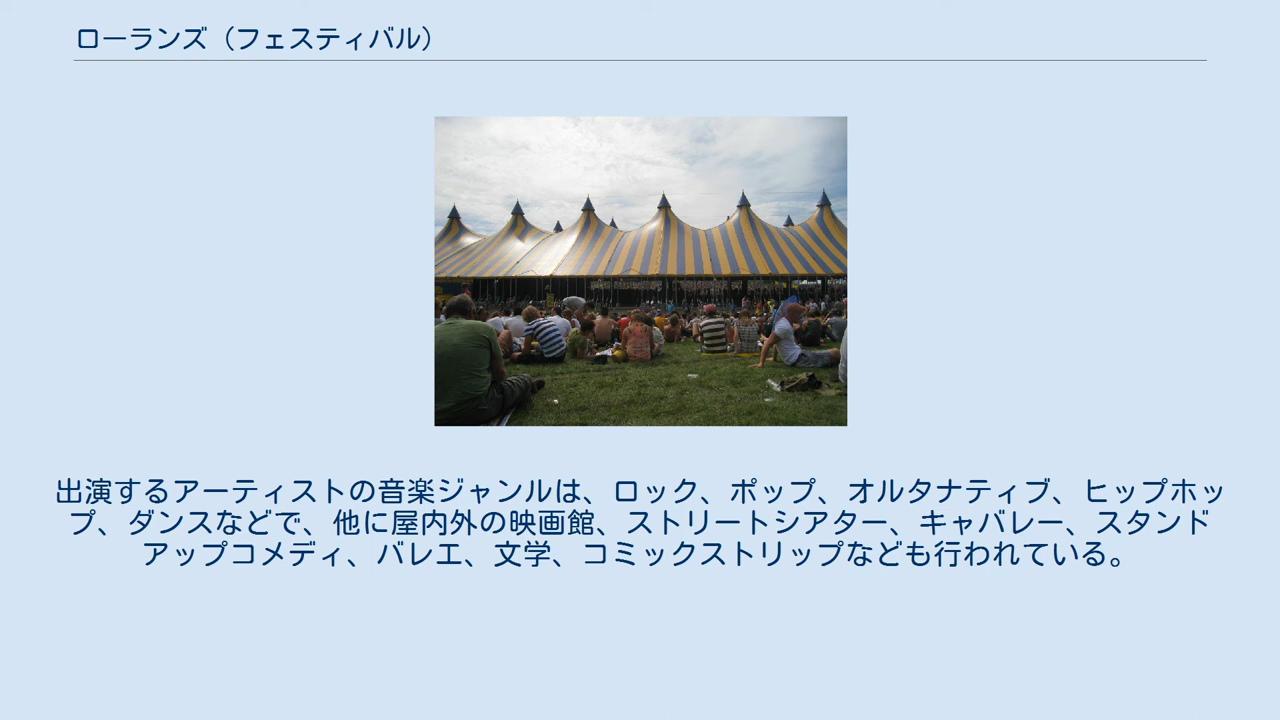 ローランズ（フェスティバル）
出演するアーティストの音楽ジャンルは、ロック、ポップ、オルタナティブ、ヒップホッ
プ、ダンスなどで、他に屋内外の映画館、ストリートシアター、キャバレー、スタンド
アップコメディ、バレエ、文学、コミックストリップなども行われている。